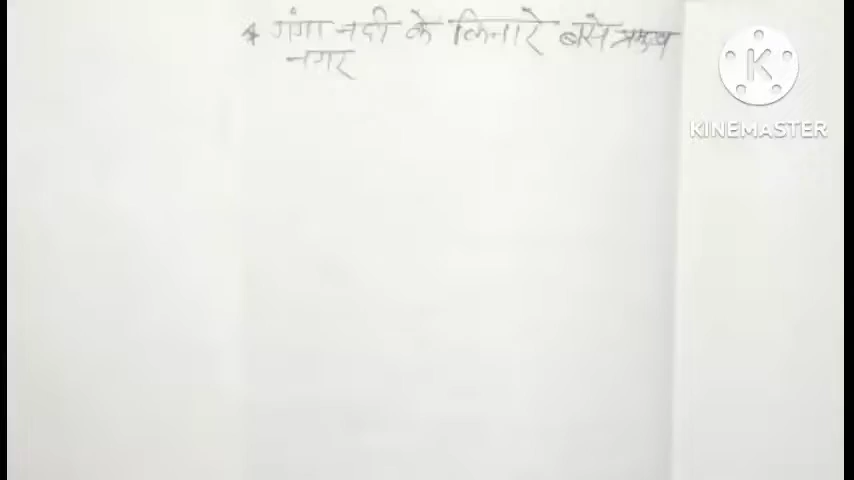 * गंगा नदी के किनारे बसे प्रमुख
नगर
K
KINEMASTER